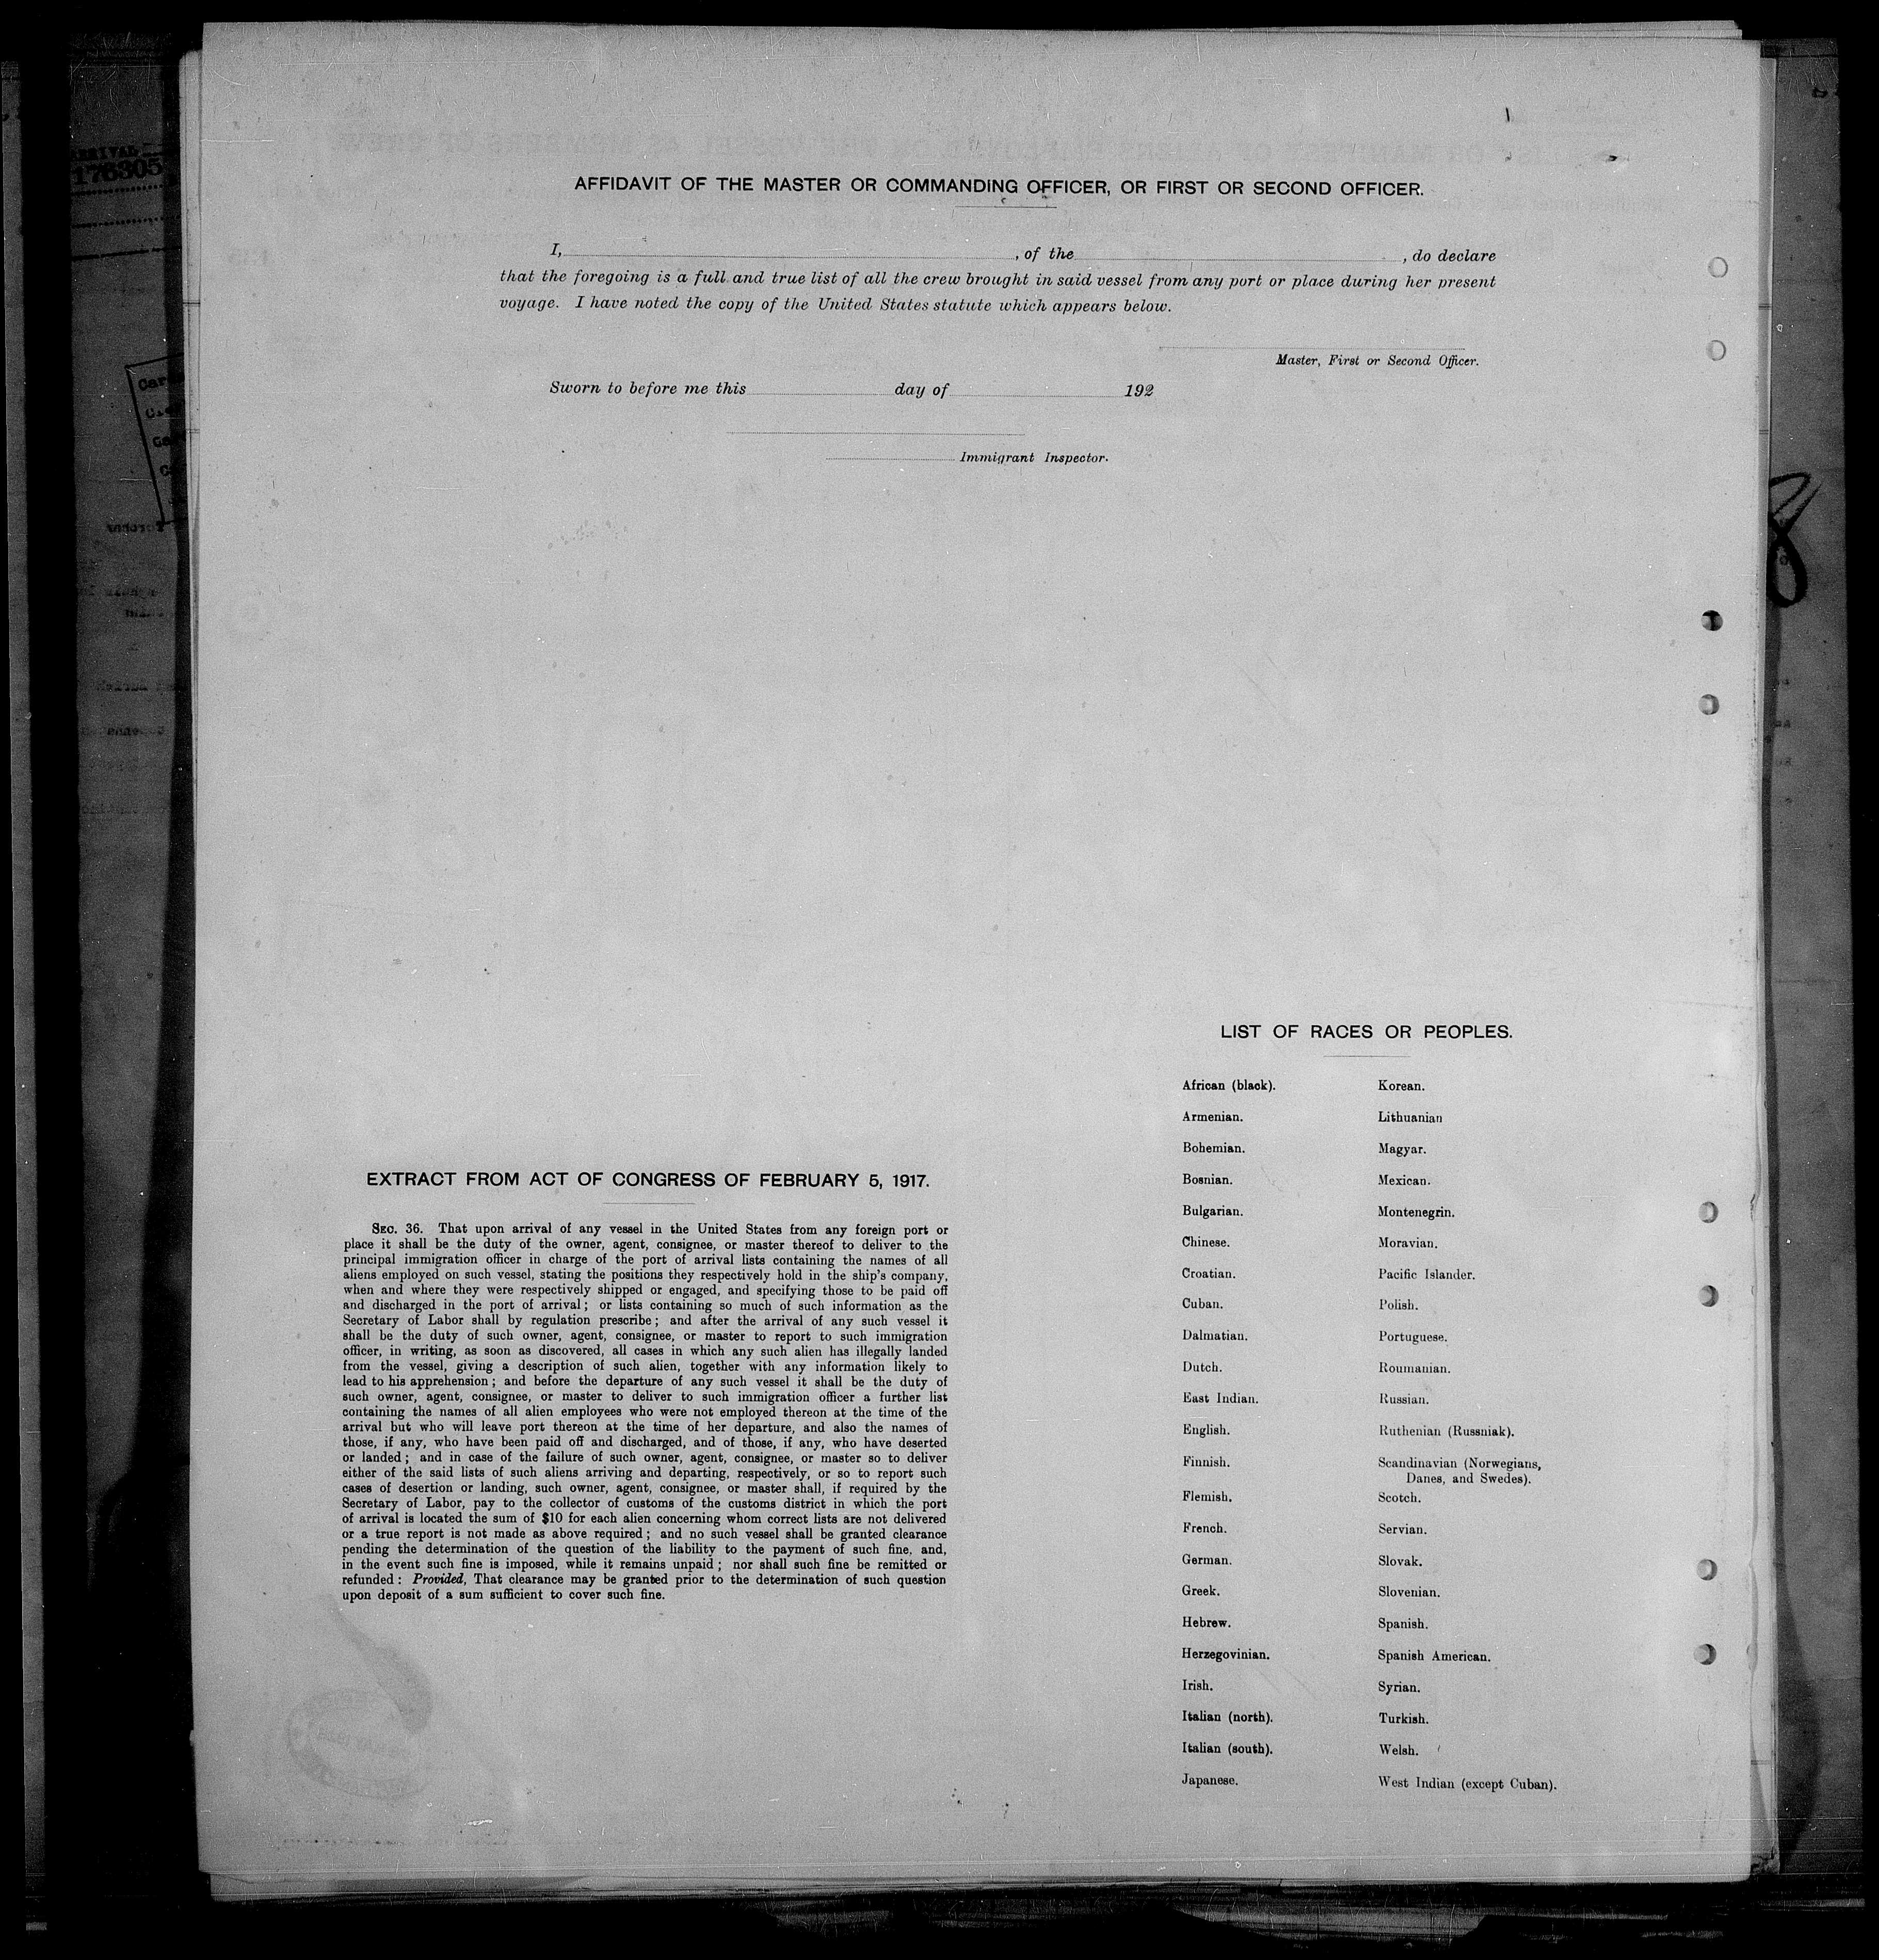 AFFIDAVIT OF THE MASTER OR COMMANDING OFFICER, OR FIRST OR SECOND OFFICER.
I, , of the , do declare
that the foregoing is a full and true list of all the crew brought in said vessel from any port or place during her present
voyage. I have noted the copy of the United States statute which appears below.
Master, First or Second Officer.
Sworn to before me this day of 192
Immigrant Inspector.
EXTRACT FROM ACT OF CONGRESS OF FEBRUARY 5, 1917.
SEC. 36. That upon arrival of any vessel in the United States from any foreign port or
place it shall be the duty of the owner, agent, consignee, or master thereof to deliver to the
principal immigration officer in charge of the port of arrival lists containing the names of all
aliens employed on such vessel, stating the positions they respectively hold in the ship's company,
when and where they were respectively shipped or engaged, and specifying those to be paid off
and discharged in the port of arrival; or lists containing so much of such information as the
Secretary of Labor shall by regulation prescribe; and after the arrival of any such vessel it
shall be the duty of such owner, agent, consignee, or master to report to such immigration
officer, in writing, as soon as discovered, all cases in which any such alien has illegally landed
from the vessel, giving a description of such alien, together with any information likely to
lead to his apprehension; and before the departure of any such vessel it shall be the duty of
such owner, agent, consignee, or master to deliver to such immigration officer a further list
containing the names of all alien employees who were not employed thereon at the time of the
arrival but who will leave port thereon at the time of her departure, and also the names of
those, if any, who have been paid off and discharged, and of those, if any, who have deserted
or landed; and in case of the failure of such owner, agent, consignee, or master so to deliver
either of the said lists of such aliens arriving and departing, respectively, or so to report such
cases of desertion or landing, such owner, agent, consignee, or master shall, if required by the
Secretary of Labor, pay to the collector of customs of the customs district in which the port
of arrival is located the sum of $10 for each alien concerning whom correct lists are not delivered
or a true report is not made as above required; and no such vessel shall be granted clearance
pending the determination of the question of the liability to the payment of such fine, and,
in the event such fine is imposed, while it remains unpaid; nor shall such fine be remitted or
refunded: Provided, That clearance may be granted prior to the determination of such question
upon deposit of a sum sufficient to cover such fine.
LIST OF RACES OR PEOPLES.
African (black).
Armenian.
Bohemian.
Bosnian.
Bulgarian.
Chinese.
Croatian.
Cuban.
Dalmatian.
Dutch.
East Indian.
English.
Finnish.
Flemish.
French.
German.
Greek.
Hebrew.
Herzegovinian.
Irish.
Italian (north).
Italian (south).
Japanese.
Korean.
Lithuanian
Magyar.
Mexican.
Montenegrin.
Moravian.
Pacific Islander.
Polish.
Portuguese.
Roumanian.
Russian.
Ruthenian (Russniak).
Scandinavian (Norwegians,
Danes, and Swedes).
Scotch.
Servian.
Slovak.
Slovenian.
Spanish.
Spanish American.
Syrian.
Turkish.
Welsh.
West Indian (except Cuban).
176305
8